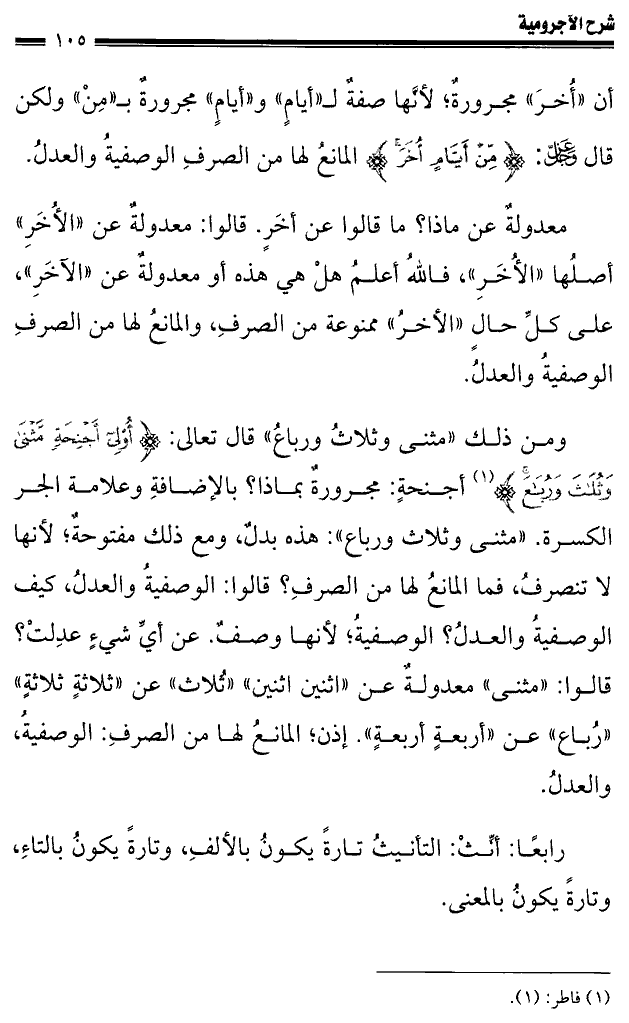 شرح الآجرومية
١٠٥
أن «أُخرَ» مجرورةٌ؛ لأنَّها صفةٌ لـ«أيامٍ» و«أيامٍ» مجرورةٌ بـ«مِنْ» ولكن
قال عَزَّوَجَلَّ: ﴿ مِّنْ أَيَّامٍ أُخَرَ ﴾ المانعُ لها من الصرفِ الوصفيةُ والعدلُ.
معدولةٌ عن ماذا؟ ما قالوا عن أخَرٍ. قالوا: معدولةٌ عن «الأُخَرِ»
أصلُها «الأُخَرِ»، فاللهُ أعلمُ هلْ هي هذه أو معدولةٌ عن «الآخَرِ»،
على كلِّ حالٍ «الأخرُ» ممنوعة من الصرفِ، والمانعُ لها من الصرفِ
الوصفيةُ والعدلُ.
ومن ذلك «مثنى وثلاثُ ورباعُ» قال تعالى: ﴿ أُوْلِىٓ أَجْنِحَةٍ مَّثْنَىٰ
وَثُلَـٰثَ وَرُبَـٰعَ ۚ ﴾(١) أجنحةٍ: مجرورةٌ بماذا؟ بالإضافةِ وعلامة الجر
الكسرة. «مثنى وثلاث ورباع»: هذه بدلٌ، ومع ذلك مفتوحةٌ؛ لأنها
لا تنصرفُ، فما المانعُ لها من الصرفِ؟ قالوا: الوصفيةُ والعدلُ، كيف
الوصفيةُ والعدلُ؟ الوصفيةُ؛ لأنها وصفٌ. عن أيِّ شيءٍ عدِلتْ؟
قالوا: «مثنى» معدولةٌ عن «اثنين اثنين» «ثُلاث» عن «ثلاثةٍ ثلاثةٍ»
«رُباع» عن «أربعةٍ أربعةٍ». إذن؛ المانعُ لها من الصرفِ: الوصفيةُ،
والعدلُ.
رابعًا: أنِّثْ: التأنيثُ تارةً يكونُ بالألفِ، وتارةً يكونُ بالتاءِ،
وتارةً يكونُ بالمعنى.
(١) فاطر: (١).